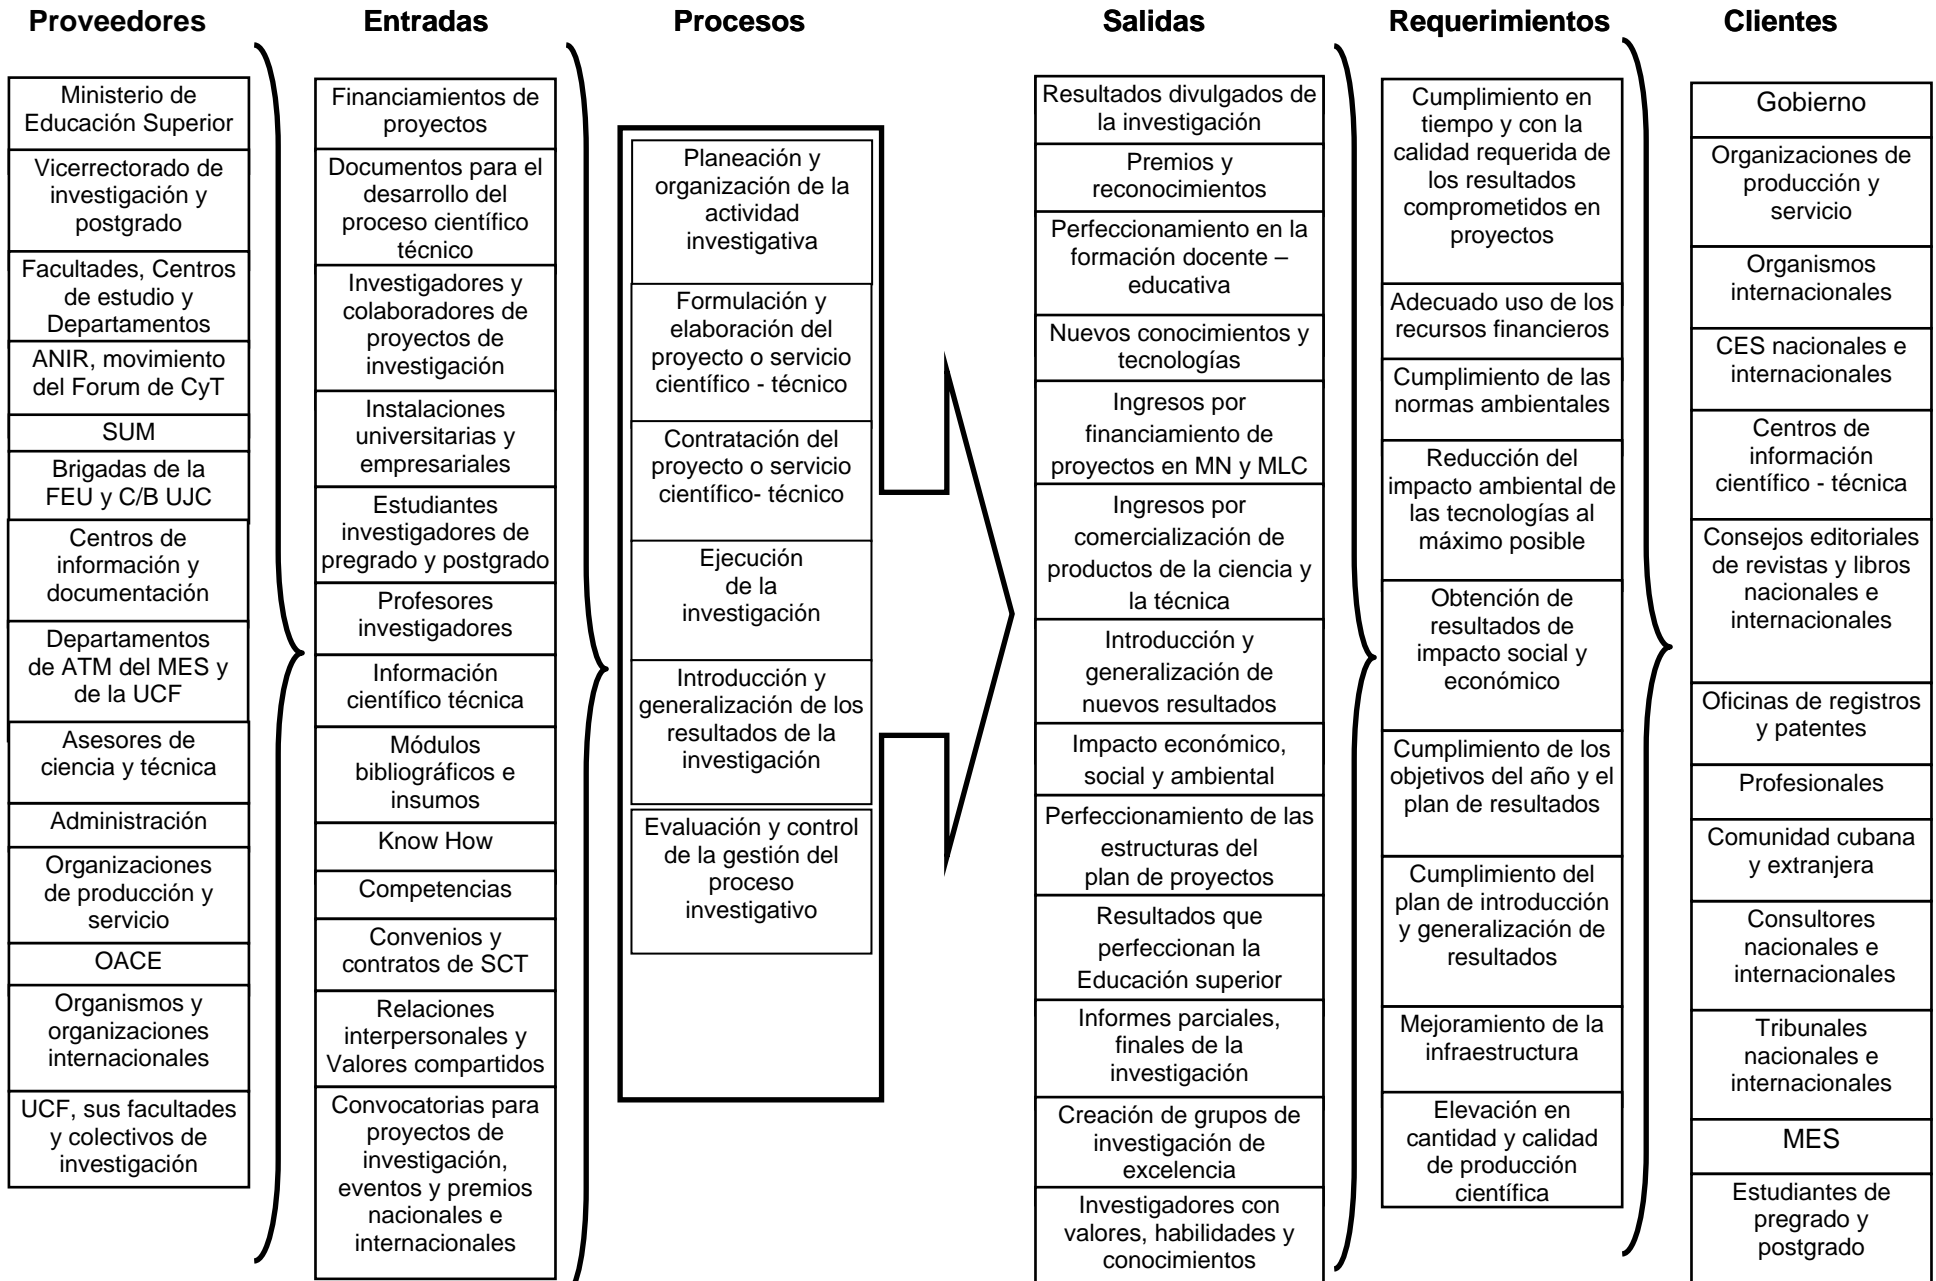 Proveedores
Ministerio de
Educación Superior
Vicerrectorado de
investigación y
postgrado
Facultades, Centros
de estudio y
Departamentos
ANIR, movimiento
del Forum de CyT
SUM
Brigadas de la
FEU y C/B UJC
Centros de
información y
documentación
Departamentos
de ATM del MES y
de la UCF
Asesores de
ciencia y técnica
Administración
Organizaciones
de producción y
servicio
OACE
Organismos y
organizaciones
internacionales
UCF, sus facultades
y colectivos de
investigación
Entradas
Financiamientos de
proyectos
Documentos para el
desarrollo del
proceso científico
técnico
Investigadores y
colaboradores de
proyectos de
investigación
Instalaciones
universitarias y
empresariales
Estudiantes
investigadores de
pregrado y postgrado
Profesores
investigadores
Información
científico técnica
Módulos
bibliográficos e
insumos
Know How
Competencias
Convenios y
contratos de SCT
Relaciones
interpersonales y
Valores compartidos
Convocatorias para
proyectos de
investigación,
eventos y premios
nacionales e
internacionales
Procesos
Planeación y
organización de la
actividad
investigativa
Formulación y
elaboración del
proyecto o servicio
científico - técnico
Contratación del
proyecto o servicio
científico- técnico
Ejecución
de la
investigación
Introducción y
generalización de los
resultados de la
investigación
Evaluación y control
de la gestión del
proceso
investigativo
Salidas
Resultados divulgados de
la investigación
Premios y
reconocimientos
Perfeccionamiento en la
formación docente –
educativa
Nuevos conocimientos y
tecnologías
Ingresos por
financiamiento de
proyectos en MN y MLC
Ingresos por
comercialización de
productos de la ciencia y
la técnica
Introducción y
generalización de
nuevos resultados
Impacto económico,
social y ambiental
Perfeccionamiento de las
estructuras del
plan de proyectos
Resultados que
perfeccionan la
Educación superior
Informes parciales,
finales de la
investigación
Creación de grupos de
investigación de
excelencia
Investigadores con
valores, habilidades y
conocimientos
Requerimientos
Cumplimiento en
tiempo y con la
calidad requerida de
los resultados
comprometidos en
proyectos
Adecuado uso de los
recursos financieros
Cumplimiento de las
normas ambientales
Reducción del
impacto ambiental de
las tecnologías al
máximo posible
Obtención de
resultados de
impacto social y
económico
Cumplimiento de los
objetivos del año y el
plan de resultados
Cumplimiento del
plan de introducción
y generalización de
resultados
Mejoramiento de la
infraestructura
Elevación en
cantidad y calidad
de producción
científica
Clientes
Gobierno
Organizaciones de
producción y
servicio
Organismos
internacionales
CES nacionales e
internacionales
Centros de
información
científico - técnica
Consejos editoriales
de revistas y libros
nacionales e
internacionales
Oficinas de registros
y patentes
Profesionales
Comunidad cubana
y extranjera
Consultores
nacionales e
internacionales
Tribunales
nacionales e
internacionales
MES
Estudiantes de
pregrado y
postgrado